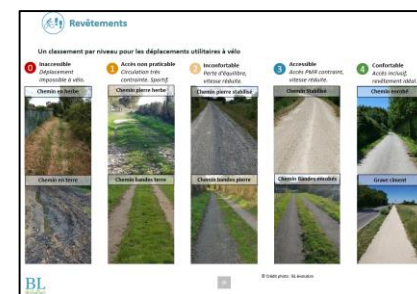 Revêtements
Un classement par niveau pour les déplacements utilitaires à vélo
0 Inaccessible
Déplacement
impossible à vélo.
1 Accès non praticable
Circulation très
contrainte. Sportif.
2 Inconfortable
Perte d'équilibre,
vitesse réduite.
3 Accessible
Accès PMR contraint,
vitesse réduite.
4 Confortable
Accès inclusif,
revêtement idéal.
Chemin en herbe
Chemin pierre herbe
Chemin pierre stabilisé
Chemin Stabilisé
Chemin enrobé
Chemin en terre
Chemin bandes terre
Chemin bandes pierre
Chemin Bandes enrobés
Grave ciment
BL
© Crédit photo : BL évolution